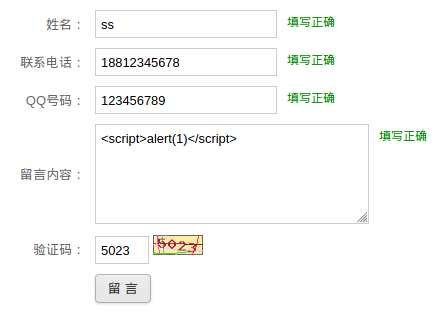 姓名： ss 填写正确
联系电话： 18812345678 填写正确
QQ号码： 123456789 填写正确
留言内容： <script>alert(1)</script> 填写正确
验证码： 5023 5023
留 言